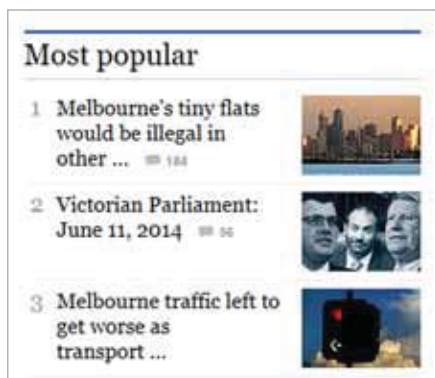 Most popular
1 Melbourne's tiny flats
would be illegal in
other ... 188
2 Victorian Parliament:
June 11, 2014 56
3 Melbourne traffic left to
get worse as
transport ...